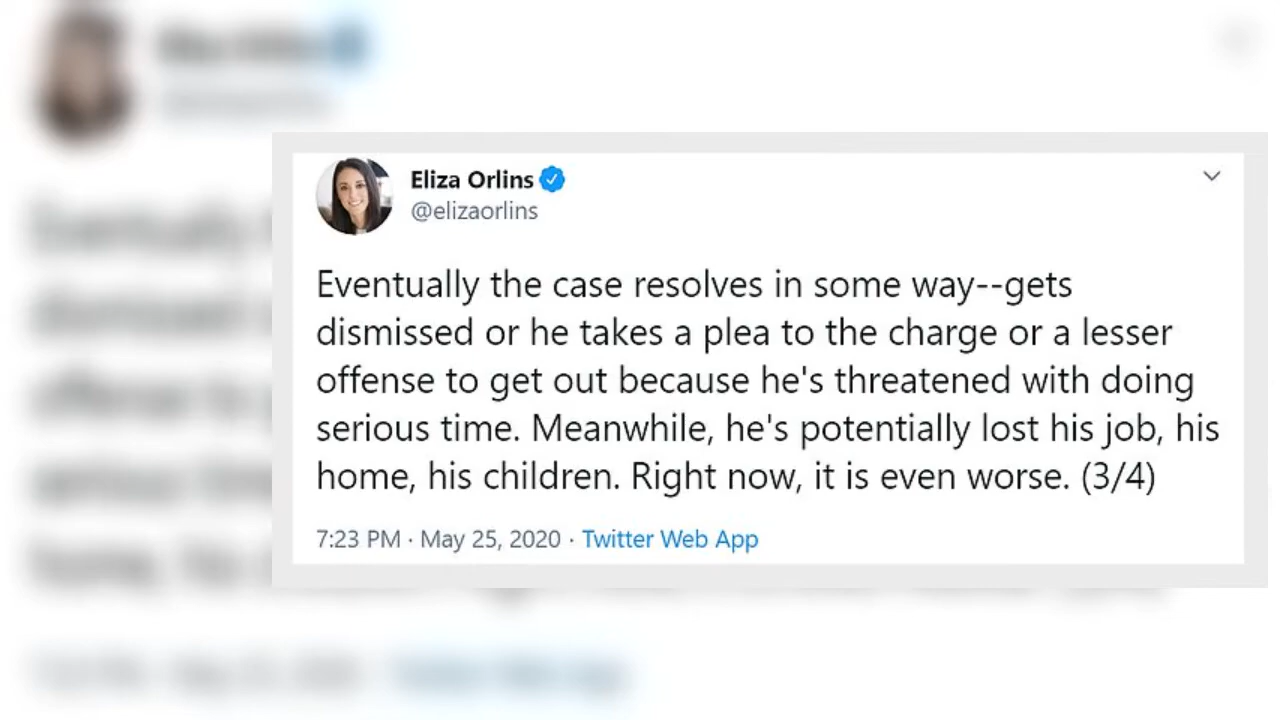 Eliza Orlins
@elizaorlins
Eventually the case resolves in some way--gets
dismissed or he takes a plea to the charge or a lesser
offense to get out because he's threatened with doing
serious time. Meanwhile, he's potentially lost his job, his
home, his children. Right now, it is even worse. (3/4)
7:23 PM · May 25, 2020 · Twitter Web App